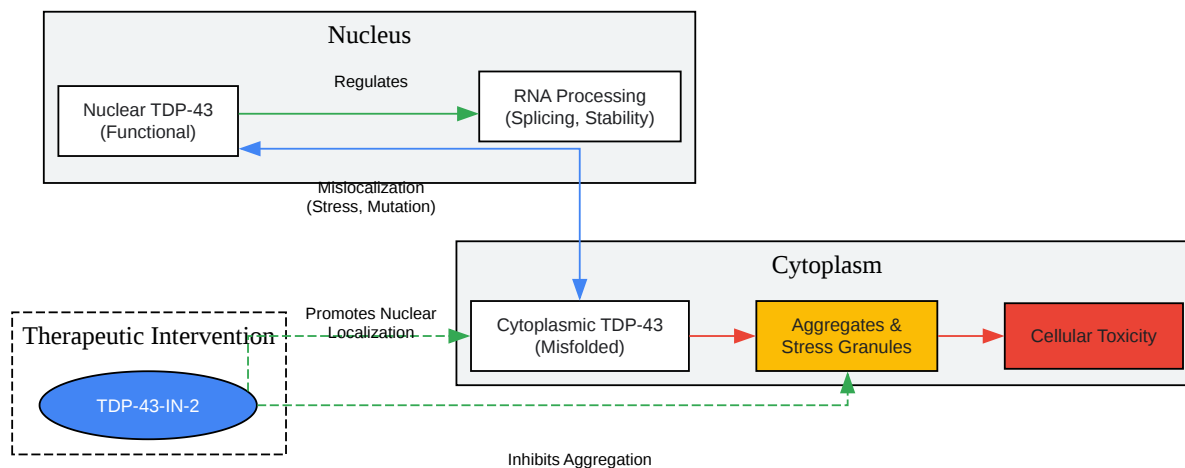 Nucleus
Regulates
Nuclear TDP-43
(Functional)
RNA Processing
(Splicing, Stability)
Mislocalization
(Stress, Mutation)
Cytoplasm
Therapeutic Intervention
Promotes Nuclear
Localization
Cytoplasmic TDP-43
(Misfolded)
Aggregates &
Stress Granules
Cellular Toxicity
TDP-43-IN-2
Inhibits Aggregation